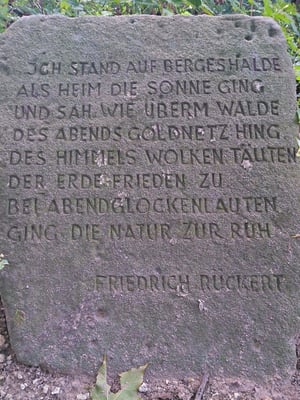 JCH STAND AUF BERGESHALDE
ALS HEIM DIE SONNE GING
UND SAH, WIE ÜBERM WALDE
DES ABENDS GOLDNETZ HING.
DES HIMMELS WOLKEN TAUTEN
DER ERDE FRIEDEN ZU
BEI ABENDGLOCKENLAUTEN
GING DIE NATUR ZUR RUH
FRIEDRICH RÜCKERT